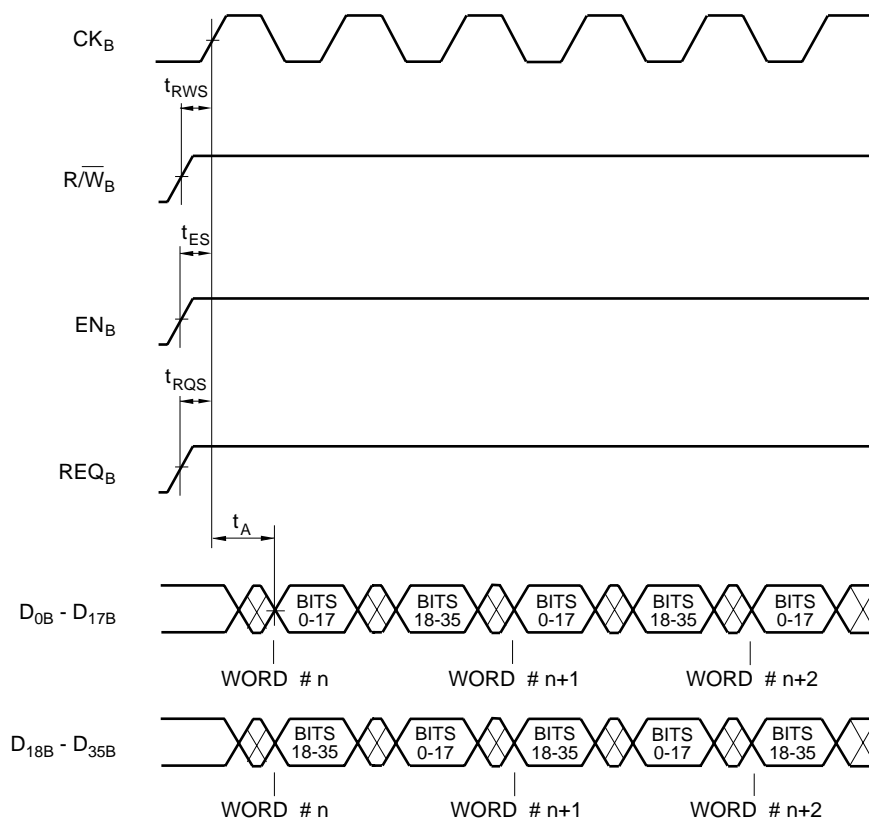 CKB
tRWS
R/W̅B
tES
ENB
tRQS
REQB
tA
D0B - D17B
BITS 0-17
BITS 18-35
BITS 0-17
BITS 18-35
BITS 0-17
WORD # n
WORD # n+1
WORD # n+2
D18B - D35B
BITS 18-35
BITS 0-17
BITS 18-35
BITS 0-17
BITS 18-35
WORD # n
WORD # n+1
WORD # n+2